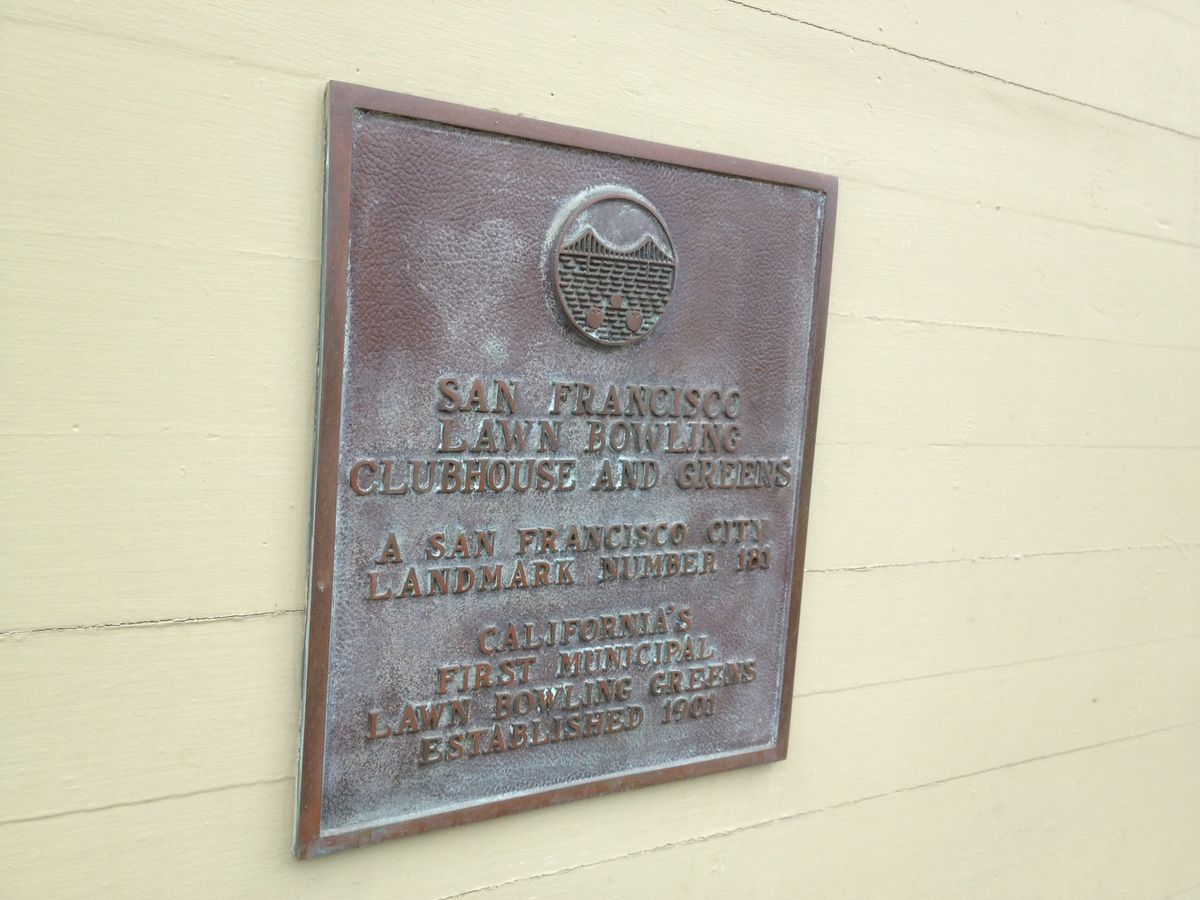 SAN FRANCISCO
LAWN BOWLING
CLUBHOUSE AND GREENS
A SAN FRANCISCO CITY
LANDMARK NUMBER 181
CALIFORNIA'S
FIRST MUNICIPAL
LAWN BOWLING GREENS
ESTABLISHED 1901